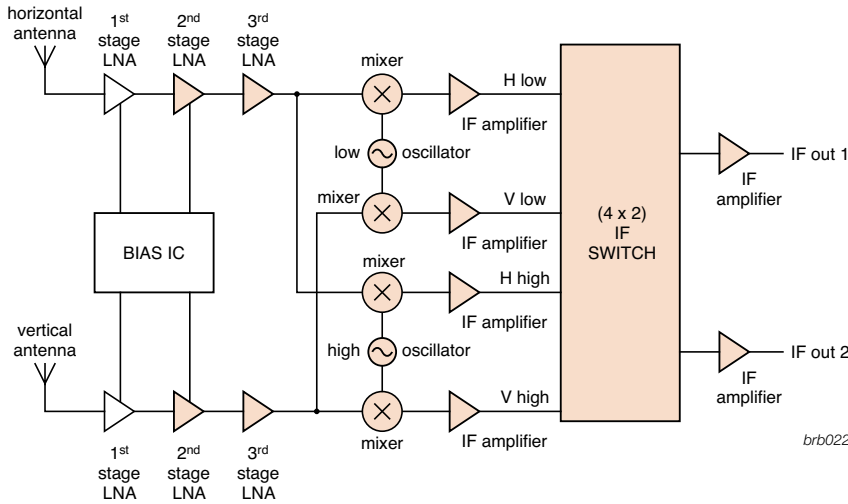 horizontal
antenna
1st
stage
LNA
2nd
stage
LNA
3rd
stage
LNA
mixer
H low
IF amplifier
low
oscillator
mixer
V low
IF amplifier
BIAS IC
mixer
H high
IF amplifier
high
oscillator
vertical
antenna
V high
IF amplifier
mixer
1st
stage
LNA
2nd
stage
LNA
3rd
stage
LNA
(4 x 2)
IF
SWITCH
IF out 1
IF
amplifier
IF out 2
IF
amplifier
brb022